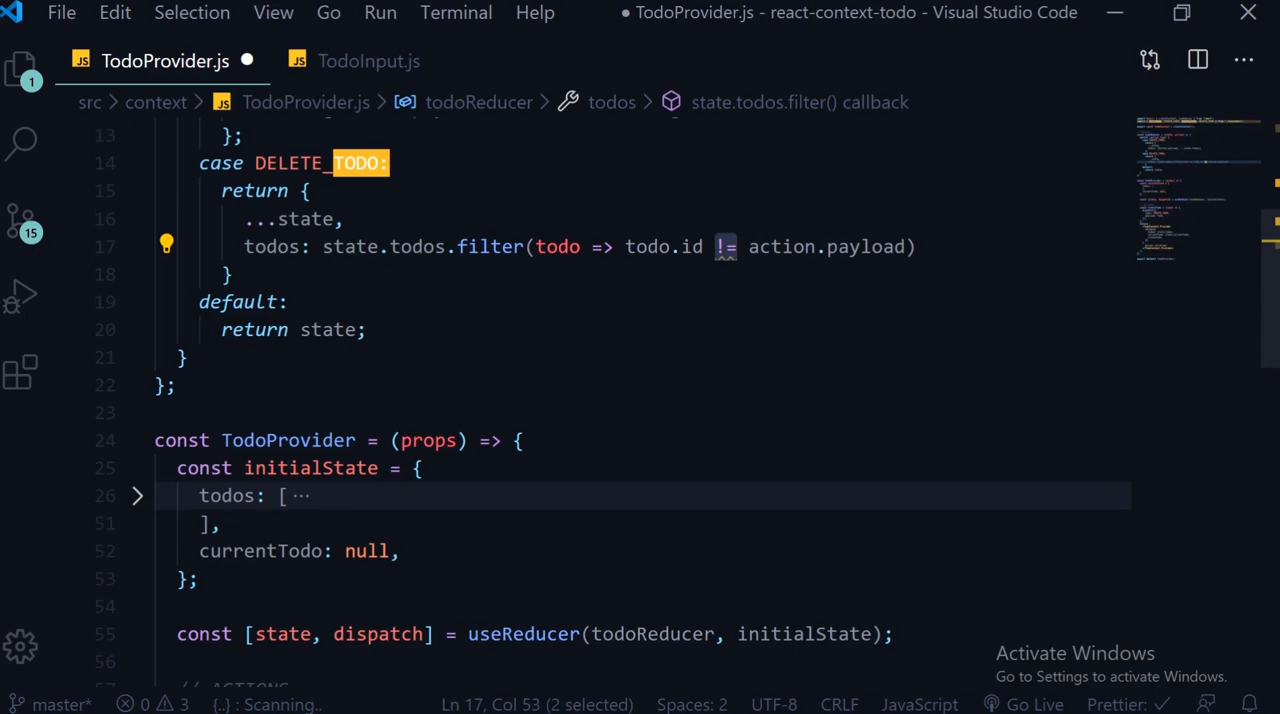 File Edit Selection View Go Run Terminal Help ● TodoProvider.js - react-context-todo - Visual Studio Code
JS TodoProvider.js JS TodoInput.js
1
src > context > JS TodoProvider.js > todoReducer > todos > state.todos.filter() callback
13 };
14 case DELETE_TODO:
15 return {
16 ...state,
17 todos: state.todos.filter(todo => todo.id != action.payload)
15
18 }
19 default:
20 return state;
21 }
22 };
23
24 const TodoProvider = (props) => {
25 const initialState = {
26 todos: [ ...
51 ],
52 currentTodo: null,
53 };
54
55 const [state, dispatch] = useReducer(todoReducer, initialState);
56
Activate Windows
Go to Settings to activate Windows.
// ACTIONS
master* 0 3 {..} : Scanning.. Ln 17, Col 53 (2 selected) Spaces: 2 UTF-8 CRLF JavaScript Go Live Prettier: ✓